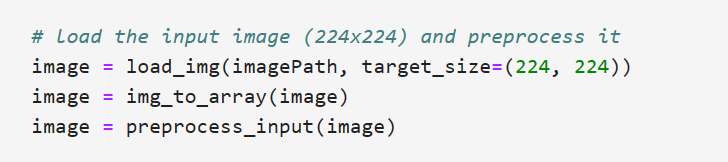 # load the input image (224x224) and preprocess it
image = load_img(imagePath, target_size=(224, 224))
image = img_to_array(image)
image = preprocess_input(image)